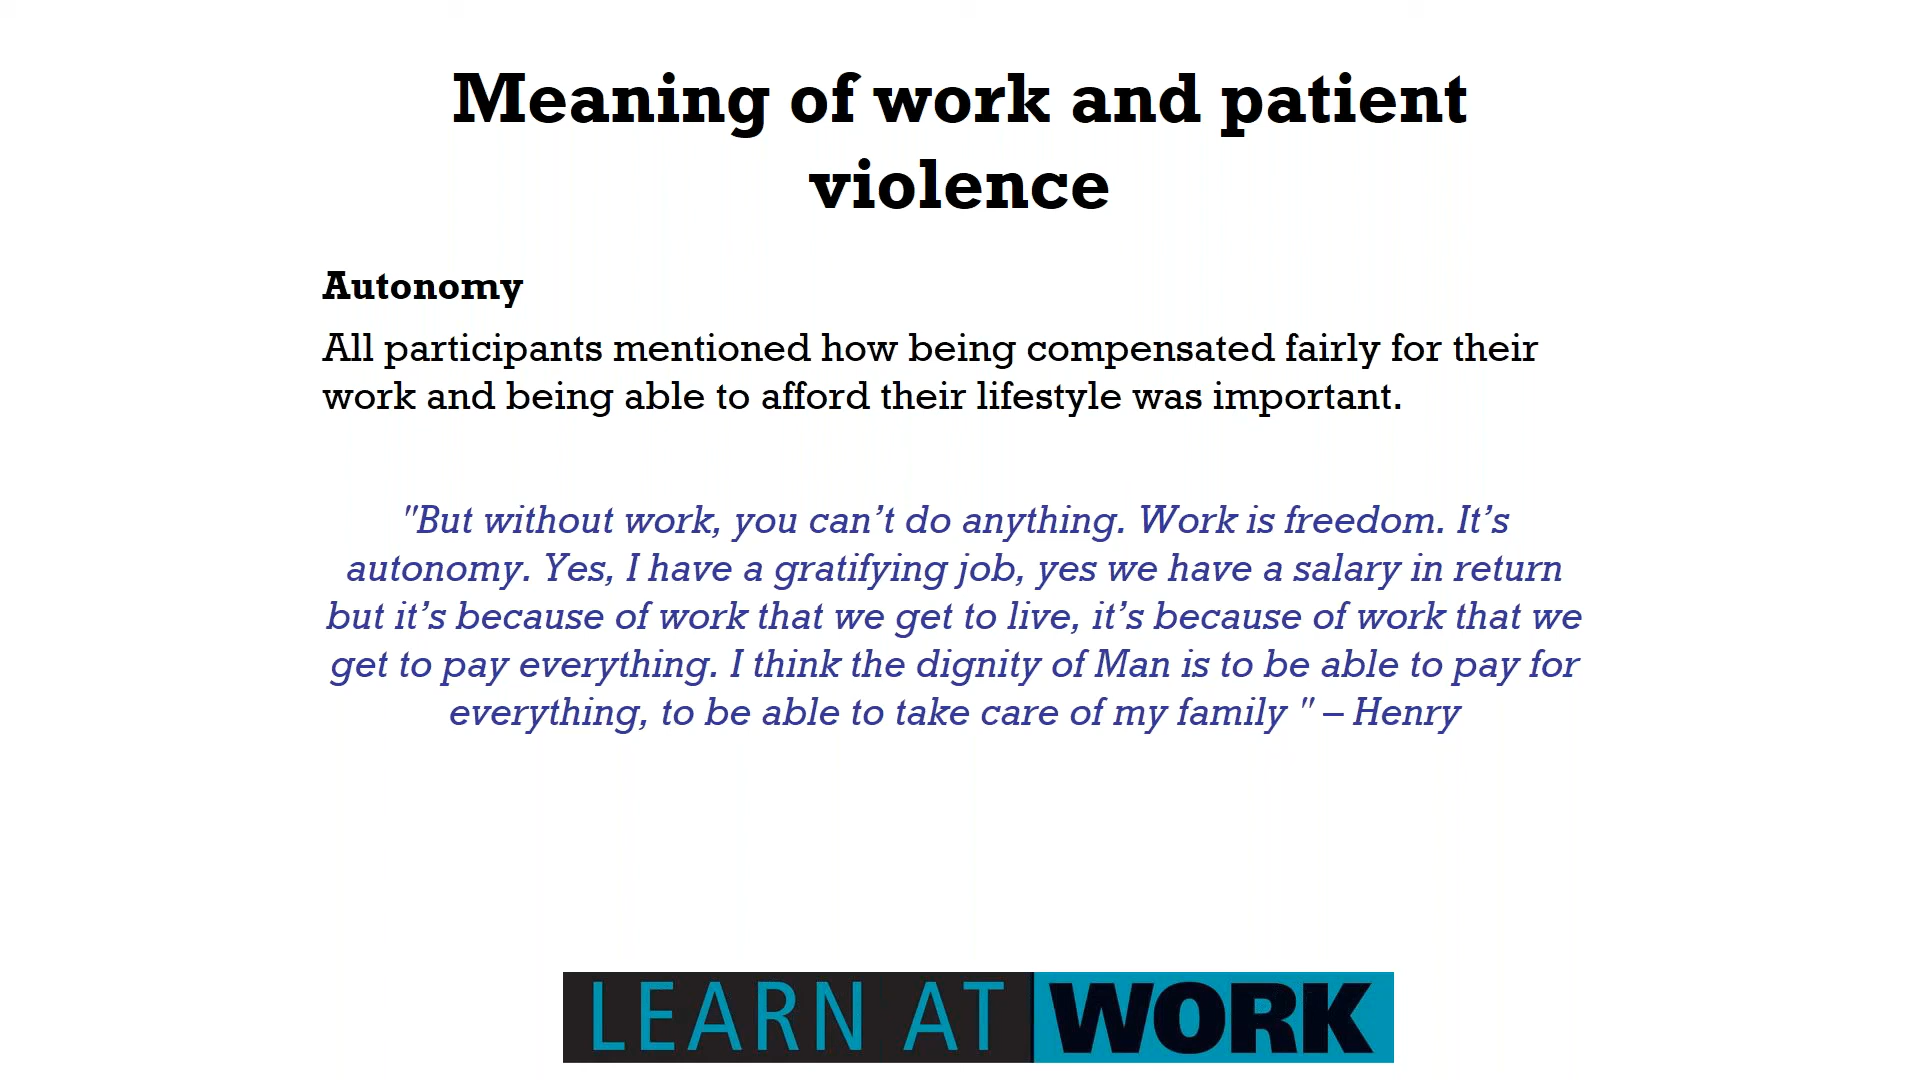 Meaning of work and patient
violence
Autonomy
All participants mentioned how being compensated fairly for their
work and being able to afford their lifestyle was important.
"But without work, you can’t do anything. Work is freedom. It’s
autonomy. Yes, I have a gratifying job, yes we have a salary in return
but it’s because of work that we get to live, it’s because of work that we
get to pay everything. I think the dignity of Man is to be able to pay for
everything, to be able to take care of my family " – Henry
LEARN AT WORK